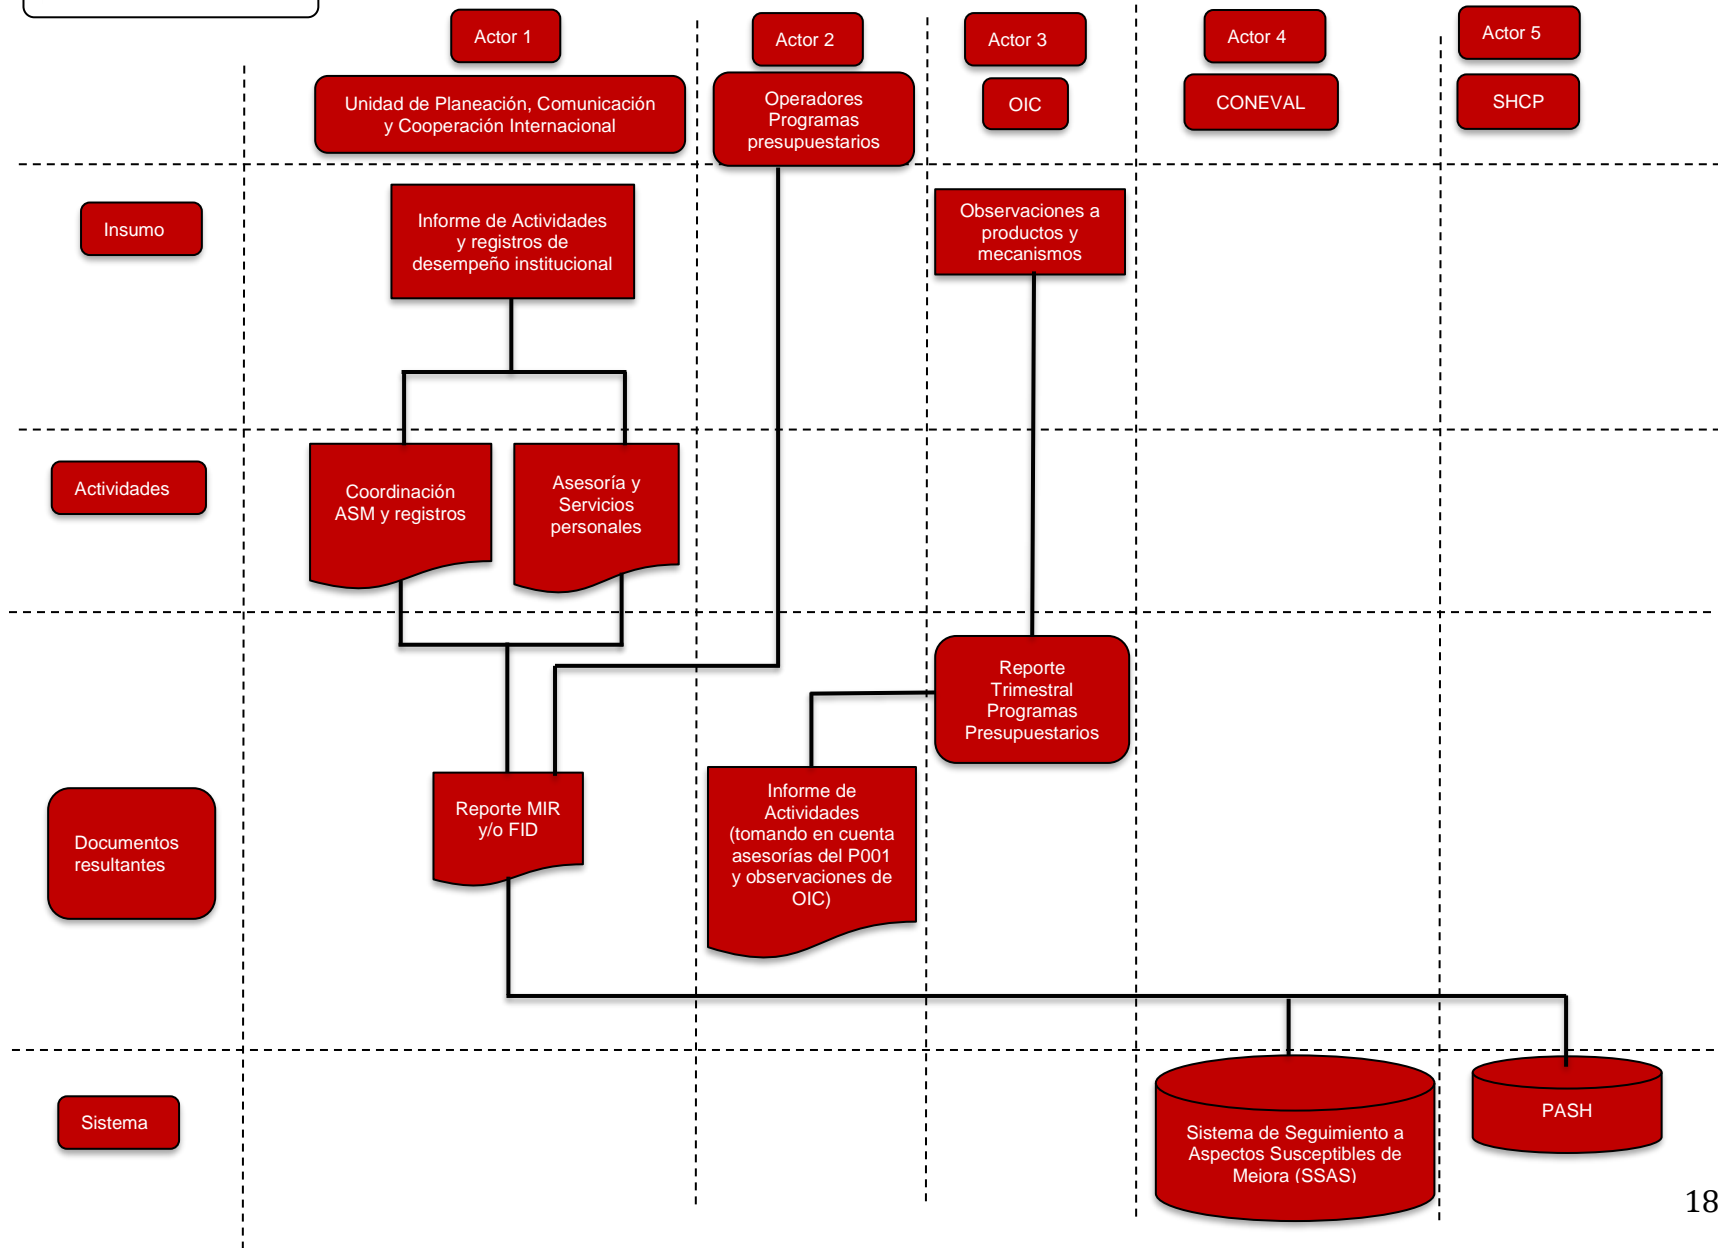 Actor 1
Actor 2
Actor 3
Actor 4
Actor 5
Unidad de Planeación, Comunicación
y Cooperación Internacional
Operadores
Programas
presupuestarios
OIC
CONEVAL
SHCP
Insumo
Informe de Actividades
y registros de
desempeño institucional
Observaciones a
productos y
mecanismos
Actividades
Coordinación
ASM y registros
Asesoría y
Servicios
personales
Reporte
Trimestral
Programas
Presupuestarios
Documentos
resultantes
Reporte MIR
y/o FID
Informe de
Actividades
(tomando en cuenta
asesorías del P001
y observaciones de
OIC)
Sistema
Sistema de Seguimiento a
Aspectos Susceptibles de
Mejora (SSAS)
PASH
18